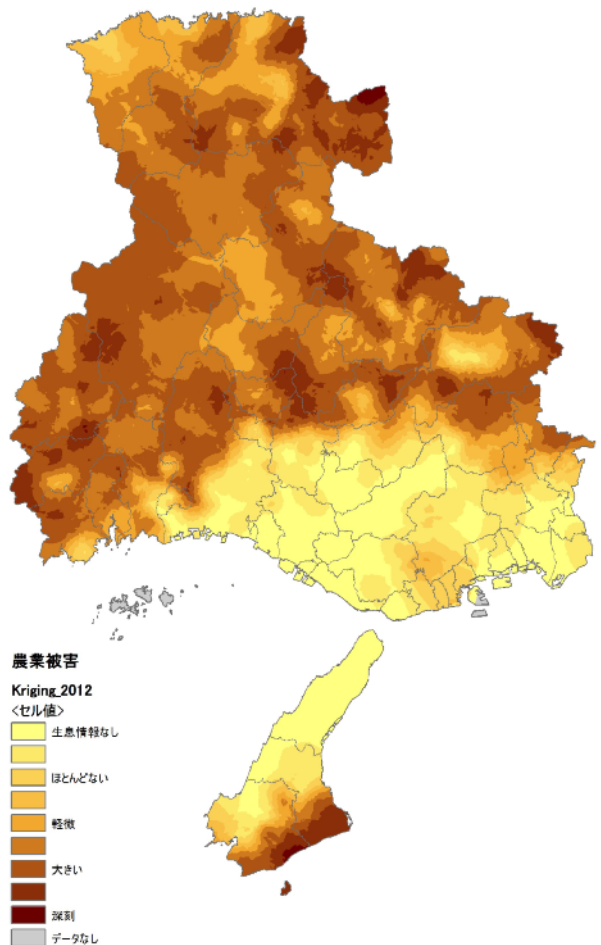 農業被害
Kriging_2012
<セル値>
生息情報なし
ほとんどない
軽微
大きい
深刻
データなし